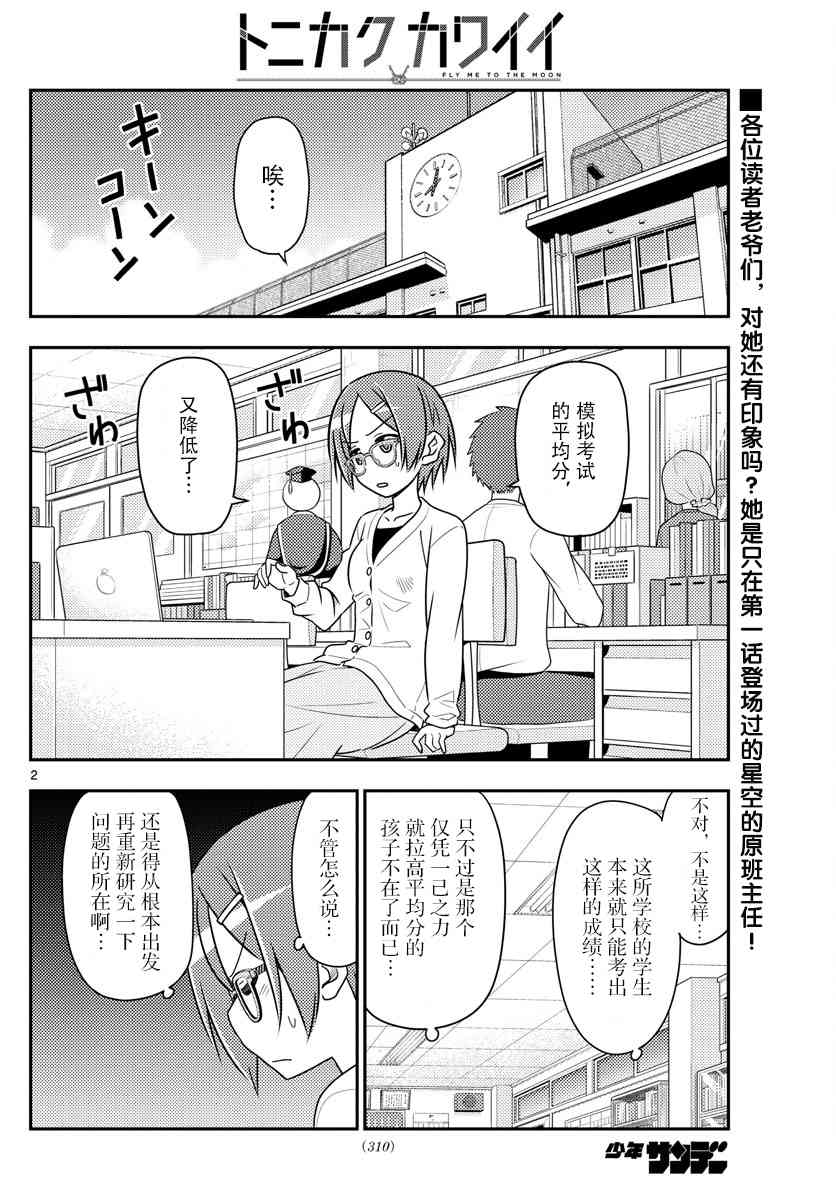 トニカクカワイイ
FLY ME TO THE MOON
■各位读者老爷们，对她还有印象吗？她是只在第一话登场过的星空的原班主任！
唉…
キーン
コーン
模拟考试
的平均分，
又降低了…
ざわ
ざわ
不对，不是这样…
这所学校的学生
本来就只能考出
这样的成绩……
只不过是那个
仅凭一己之力
就拉高平均分的
孩子不在了而已…
不管怎么说…
还是得从根本出发
再重新研究一下
问题的所在啊…
2
(310)
少年サンデー